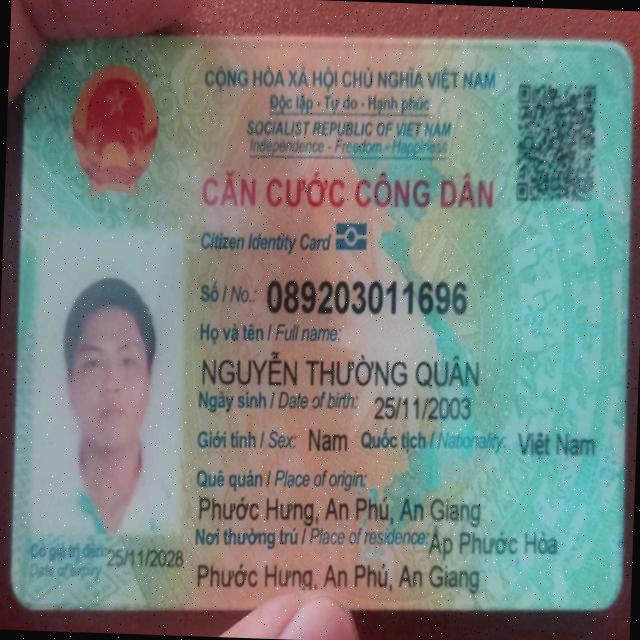 CỘNG HÒA XÃ HỘI CHỦ NGHĨA VIỆT NAM
Độc lập - Tự do - Hạnh phúc
SOCIALIST REPUBLIC OF VIET NAM
Independence - Freedom - Happiness
CĂN CƯỚC CÔNG DÂN
Citizen Identity Card
Số / No.: 089203011696
Họ và tên / Full name:
NGUYỄN THƯỜNG QUÂN
Ngày sinh / Date of birth: 25/11/2003
Giới tính / Sex: Nam Quốc tịch / Nationality: Việt Nam
Quê quán / Place of origin:
Phước Hưng, An Phú, An Giang
Nơi thường trú / Place of residence: Ấp Phước Hòa
Phước Hưng, An Phú, An Giang
Có giá trị đến: 25/11/2028
Date of expiry